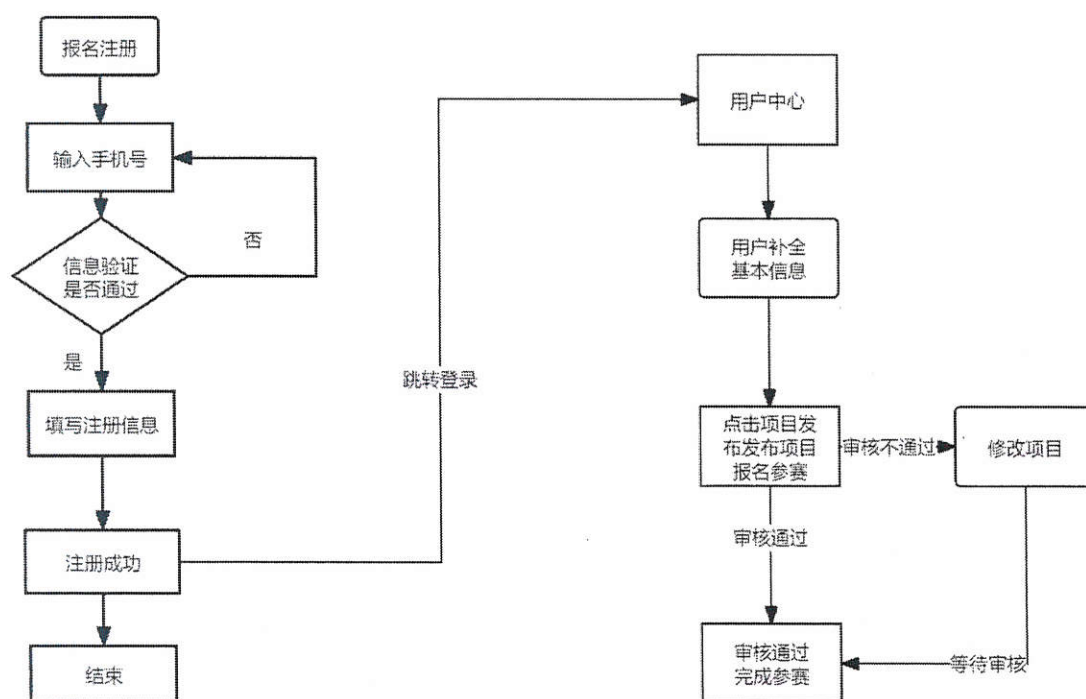 报名注册
输入手机号
否
信息验证
是否通过
是
填写注册信息
注册成功
结束
跳转登录
用户中心
用户补全
基本信息
点击项目发
布发布项目
报名参赛
审核不通过
修改项目
审核通过
审核通过
完成参赛
等待审核